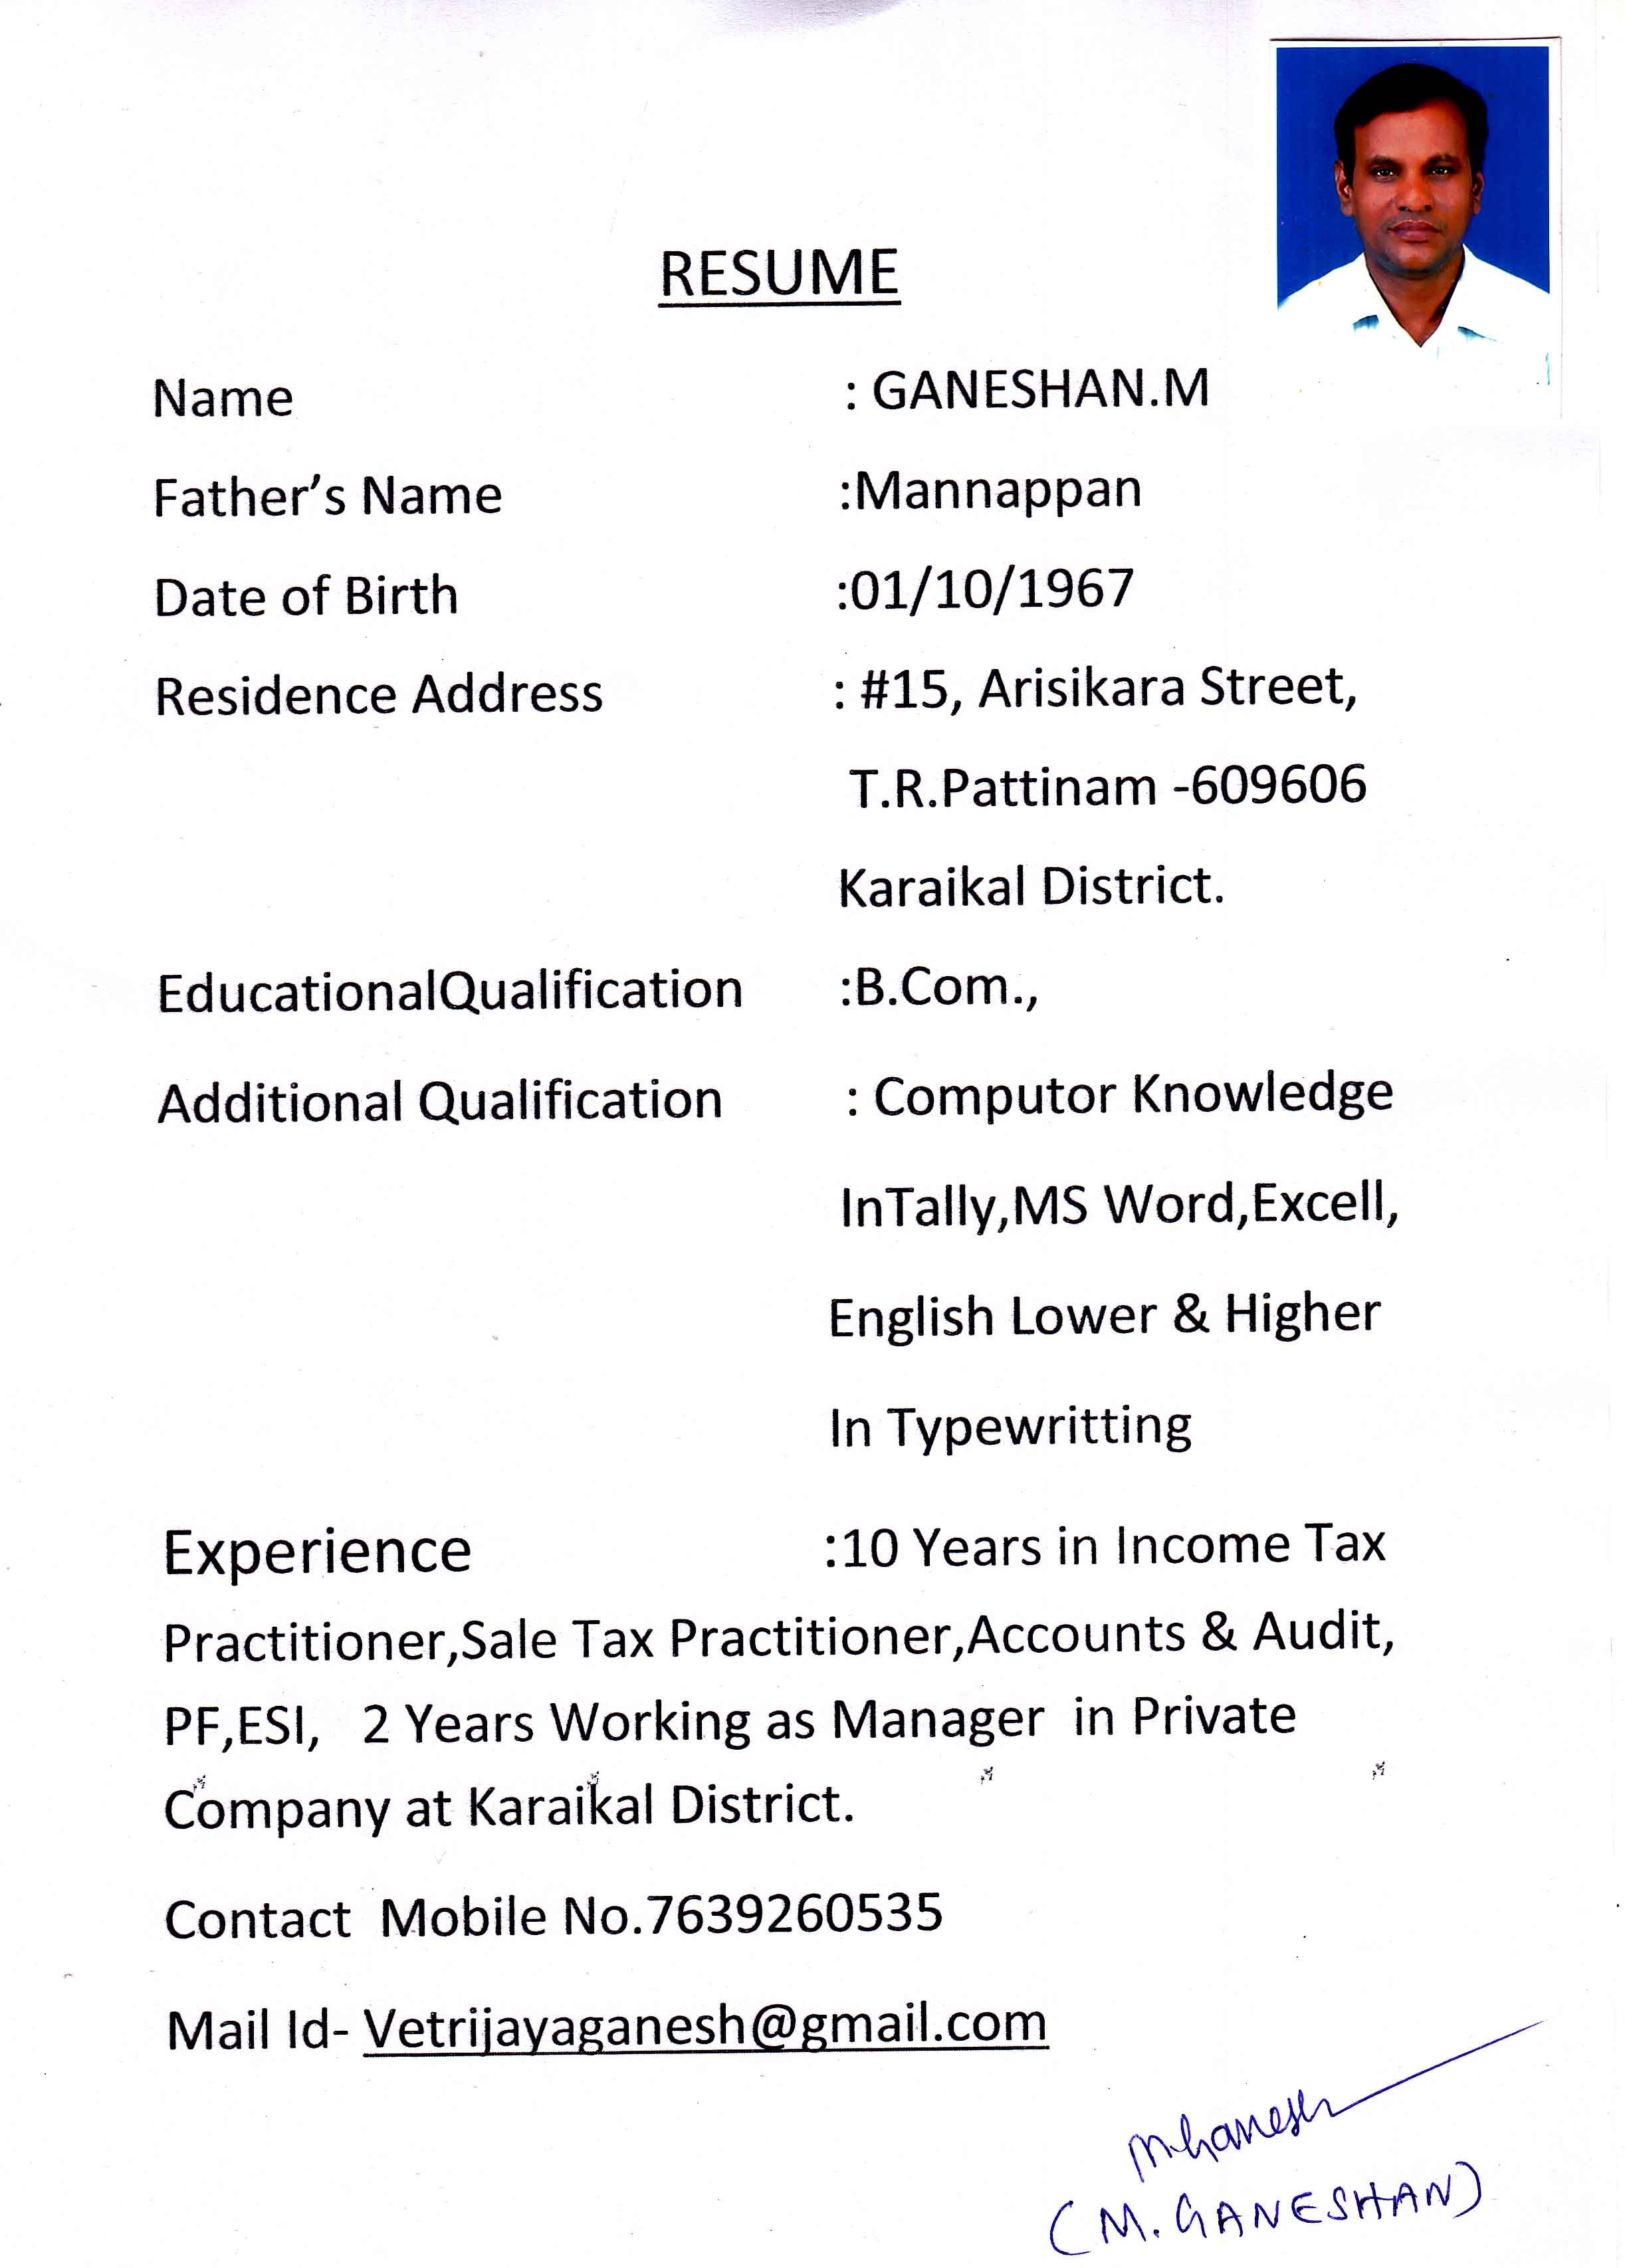 RESUME
Name : GANESHAN.M
Father’s Name :Mannappan
Date of Birth :01/10/1967
Residence Address : #15, Arisikara Street,
T.R.Pattinam -609606
Karaikal District.
EducationalQualification :B.Com.,
Additional Qualification : Computor Knowledge
InTally,MS Word,Excell,
English Lower & Higher
In Typewritting
Experience :10 Years in Income Tax
Practitioner,Sale Tax Practitioner,Accounts & Audit,
PF,ESI, 2 Years Working as Manager in Private
Company at Karaikal District.
Contact Mobile No.7639260535
Mail Id- Vetrijayaganesh@gmail.com
MGanesh
(M. GANESHAN)